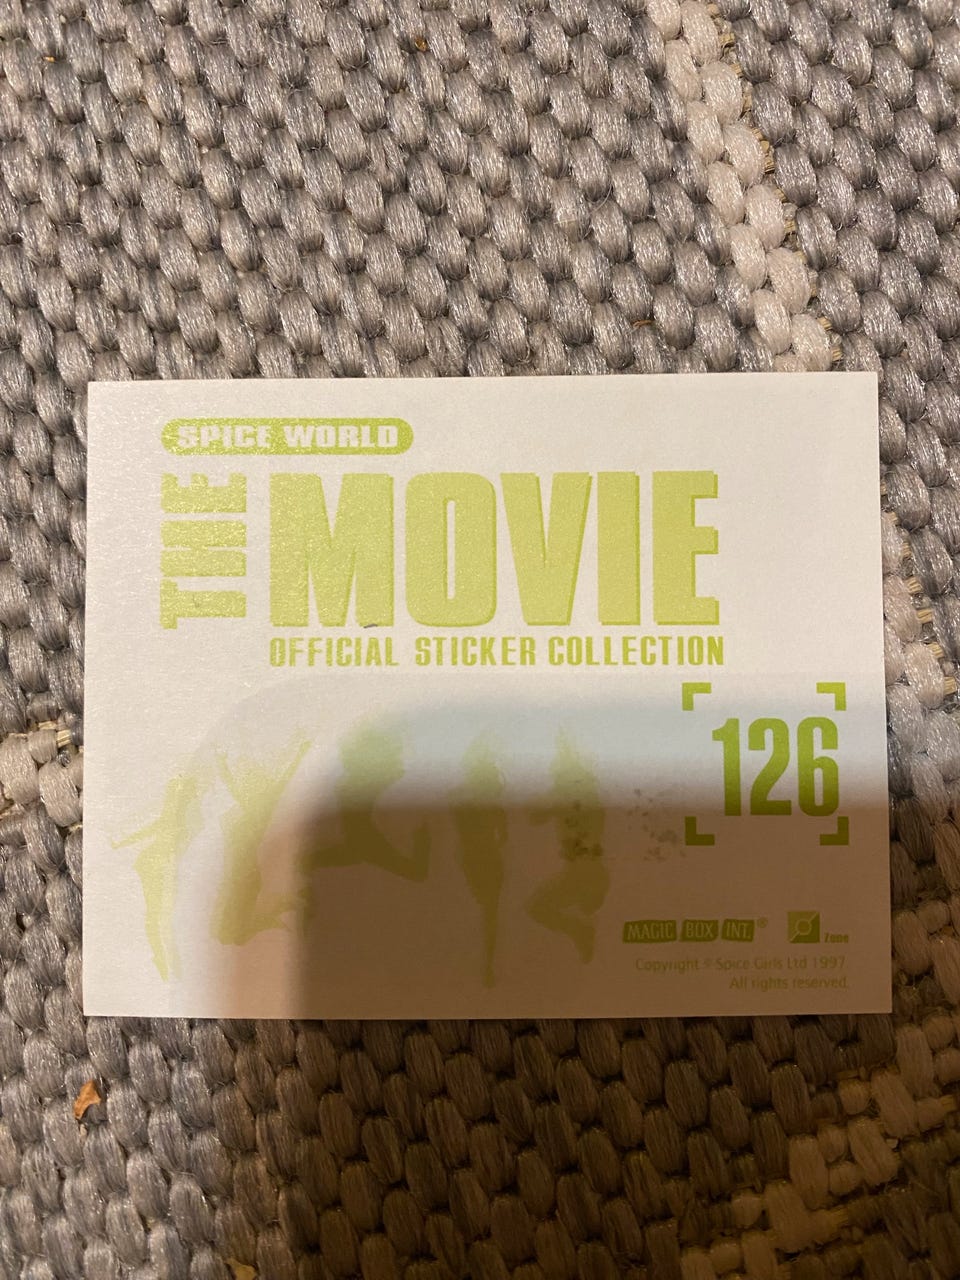 SPICE WORLD
THE MOVIE
OFFICIAL STICKER COLLECTION
126
MAGIC BOX INT.®
Zone
Copyright © Spice Girls Ltd 1997
All rights reserved.